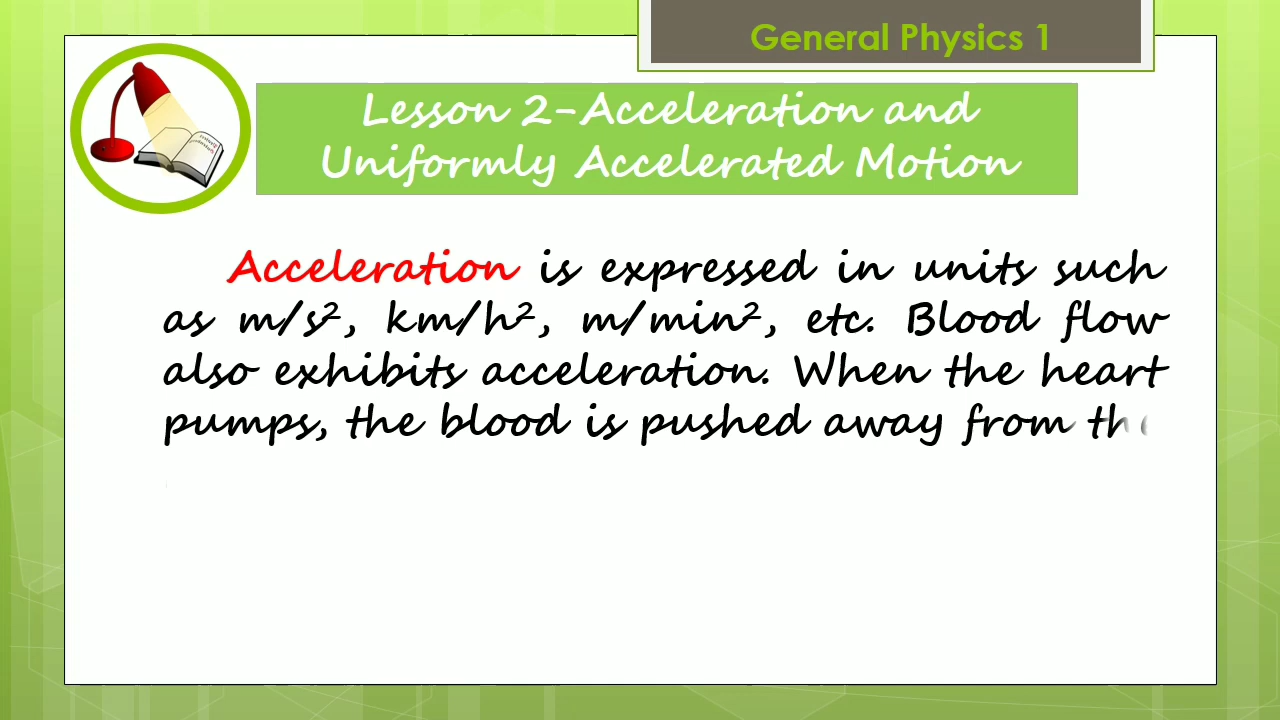 General Physics 1
Lesson 2-Acceleration and
Uniformly Accelerated Motion
Acceleration is expressed in units such
as m/s², km/h², m/min², etc. Blood flow
also exhibits acceleration. When the heart
pumps, the blood is pushed away from the